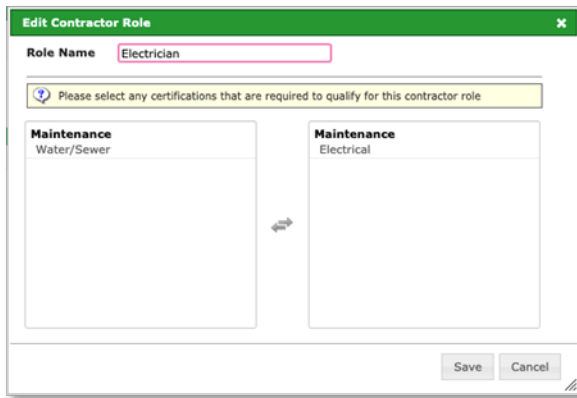 Edit Contractor Role
Role Name Electrician
Please select any certifications that are required to qualify for this contractor role
Maintenance
Water/Sewer
Maintenance
Electrical
Save Cancel